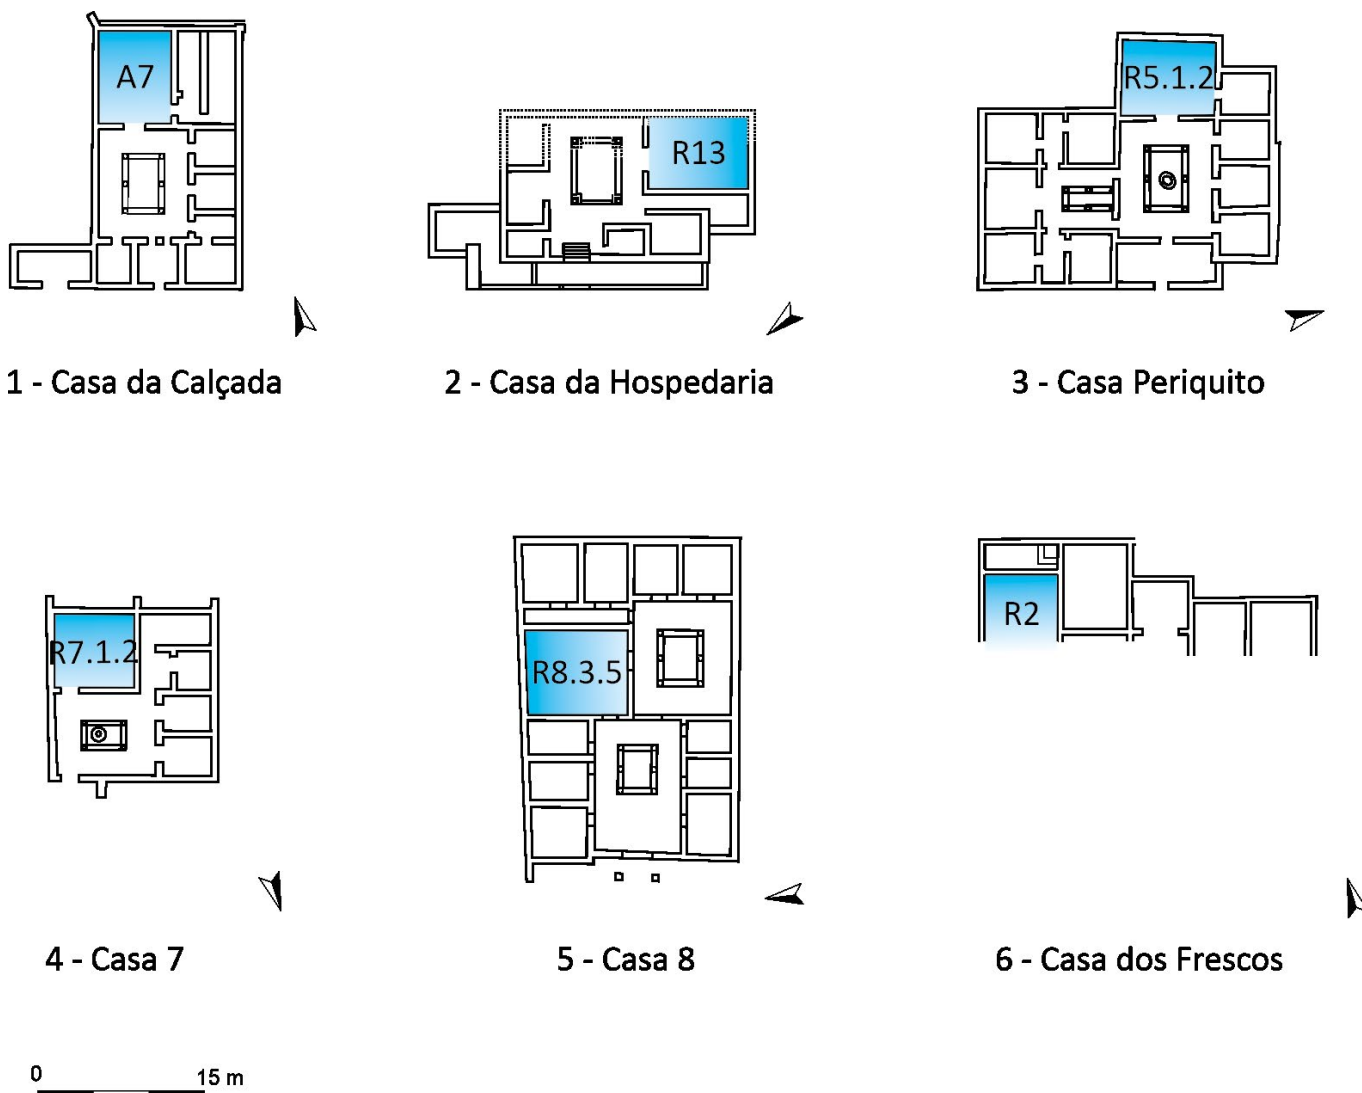 A7
R13
R5.1.2
1 - Casa da Calçada
2 - Casa da Hospedaria
3 - Casa Periquito
R7.1.2
R8.3.5
R2
4 - Casa 7
5 - Casa 8
6 - Casa dos Frescos
0
15 m